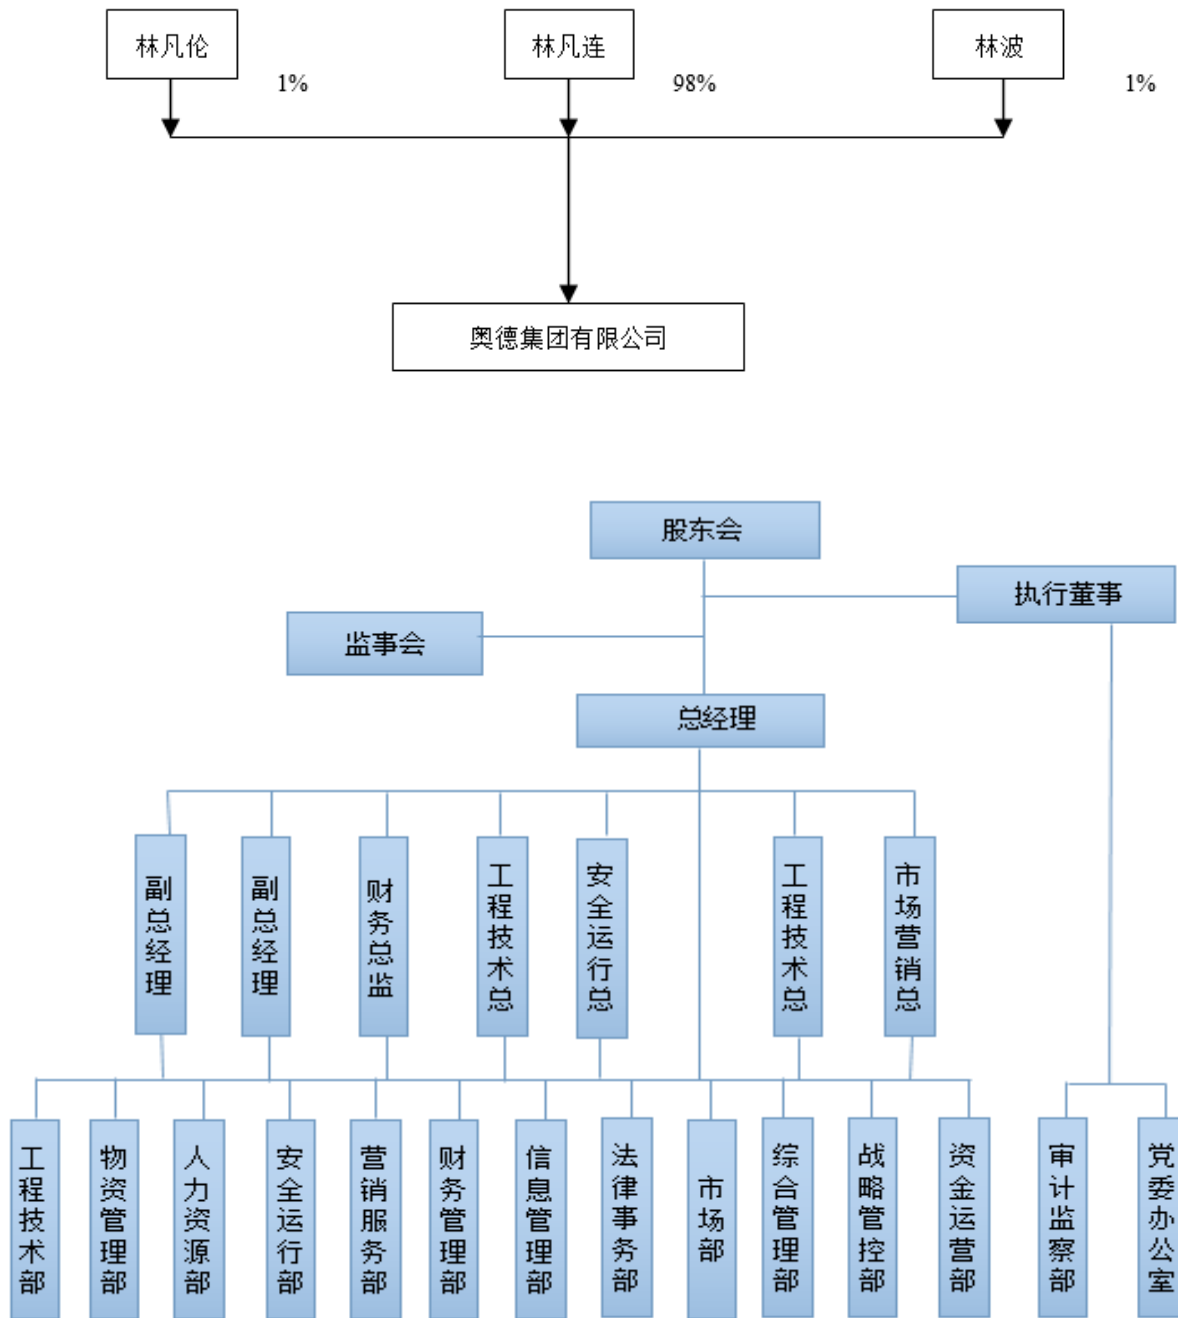 林凡伦
林凡连
林波
1%
98%
1%
奥德集团有限公司
股东会
执行董事
监事会
总经理
副总经理
副总经理
财务总监
工程技术总
安全运行总
工程技术总
市场营销总
工程技术部
物资管理部
人力资源部
安全运行部
营销服务部
财务管理部
信息管理部
法律事务部
市场部
综合管理部
战略管控部
资金运营部
审计监察部
党委办公室